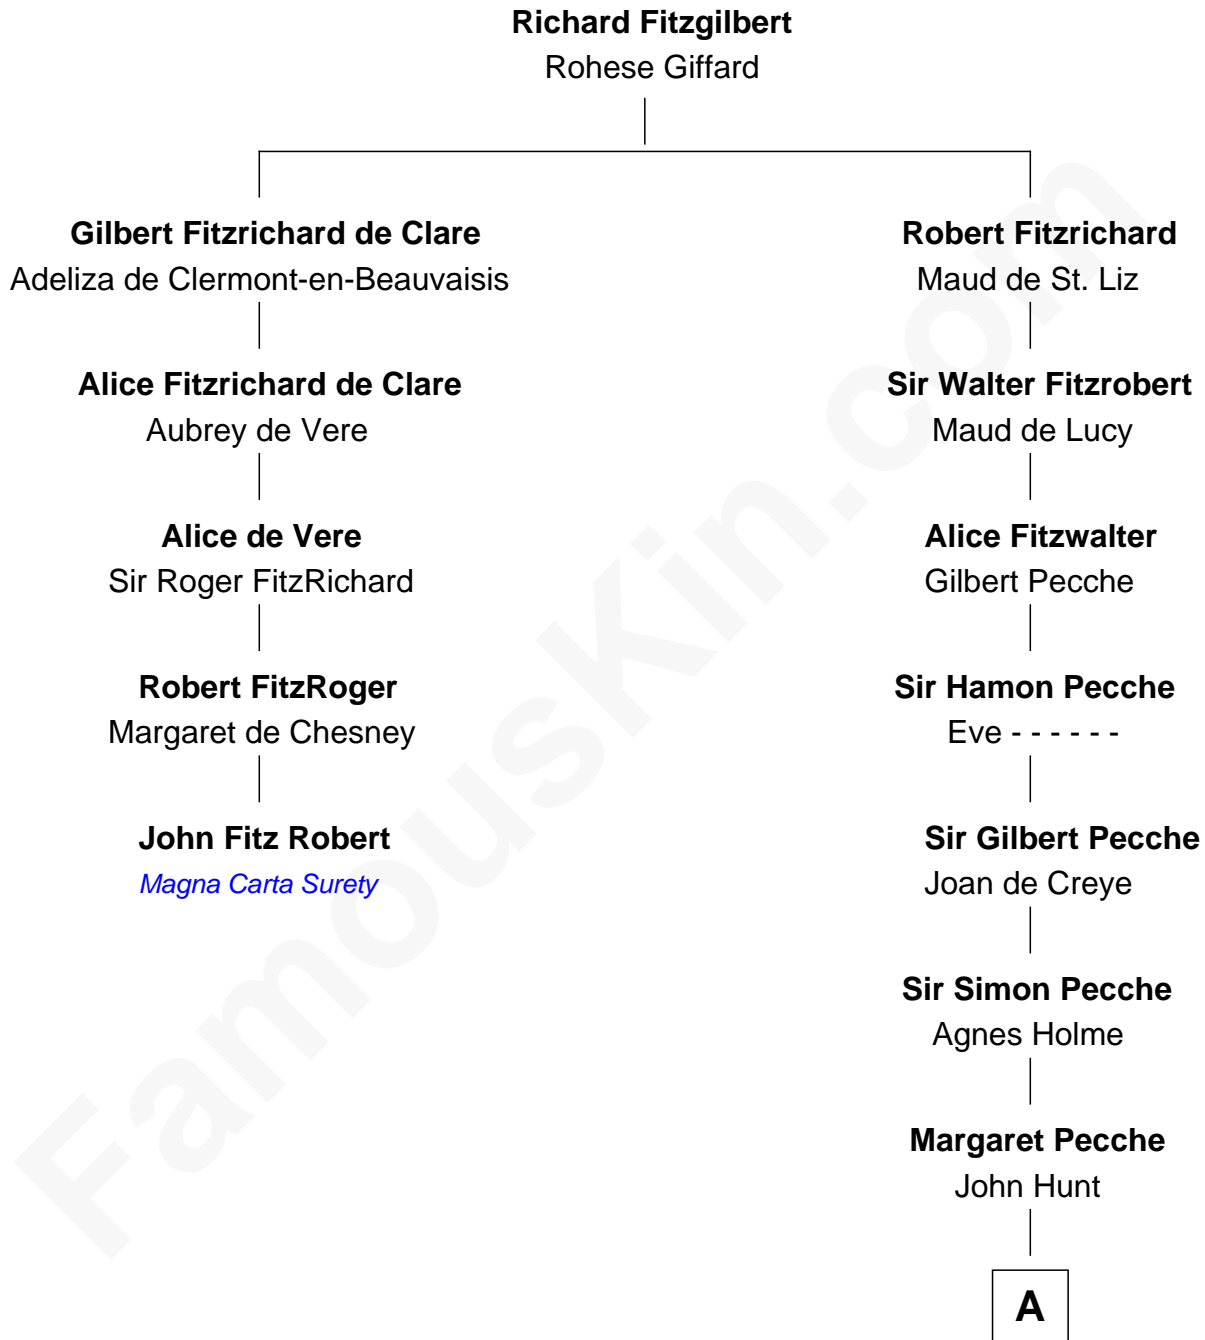 Richard Fitzgilbert
Rohese Giffard
Gilbert Fitzrichard de Clare
Adeliza de Clermont-en-Beauvaisis
Alice Fitzrichard de Clare
Aubrey de Vere
Alice de Vere
Sir Roger FitzRichard
Robert FitzRoger
Margaret de Chesney
John Fitz Robert
Magna Carta Surety
Robert Fitzrichard
Maud de St. Liz
Sir Walter Fitzrobert
Maud de Lucy
Alice Fitzwalter
Gilbert Pecche
Sir Hamon Pecche
Eve - - - - - -
Sir Gilbert Pecche
Joan de Creye
Sir Simon Pecche
Agnes Holme
Margaret Pecche
John Hunt
A
FamousKin.com